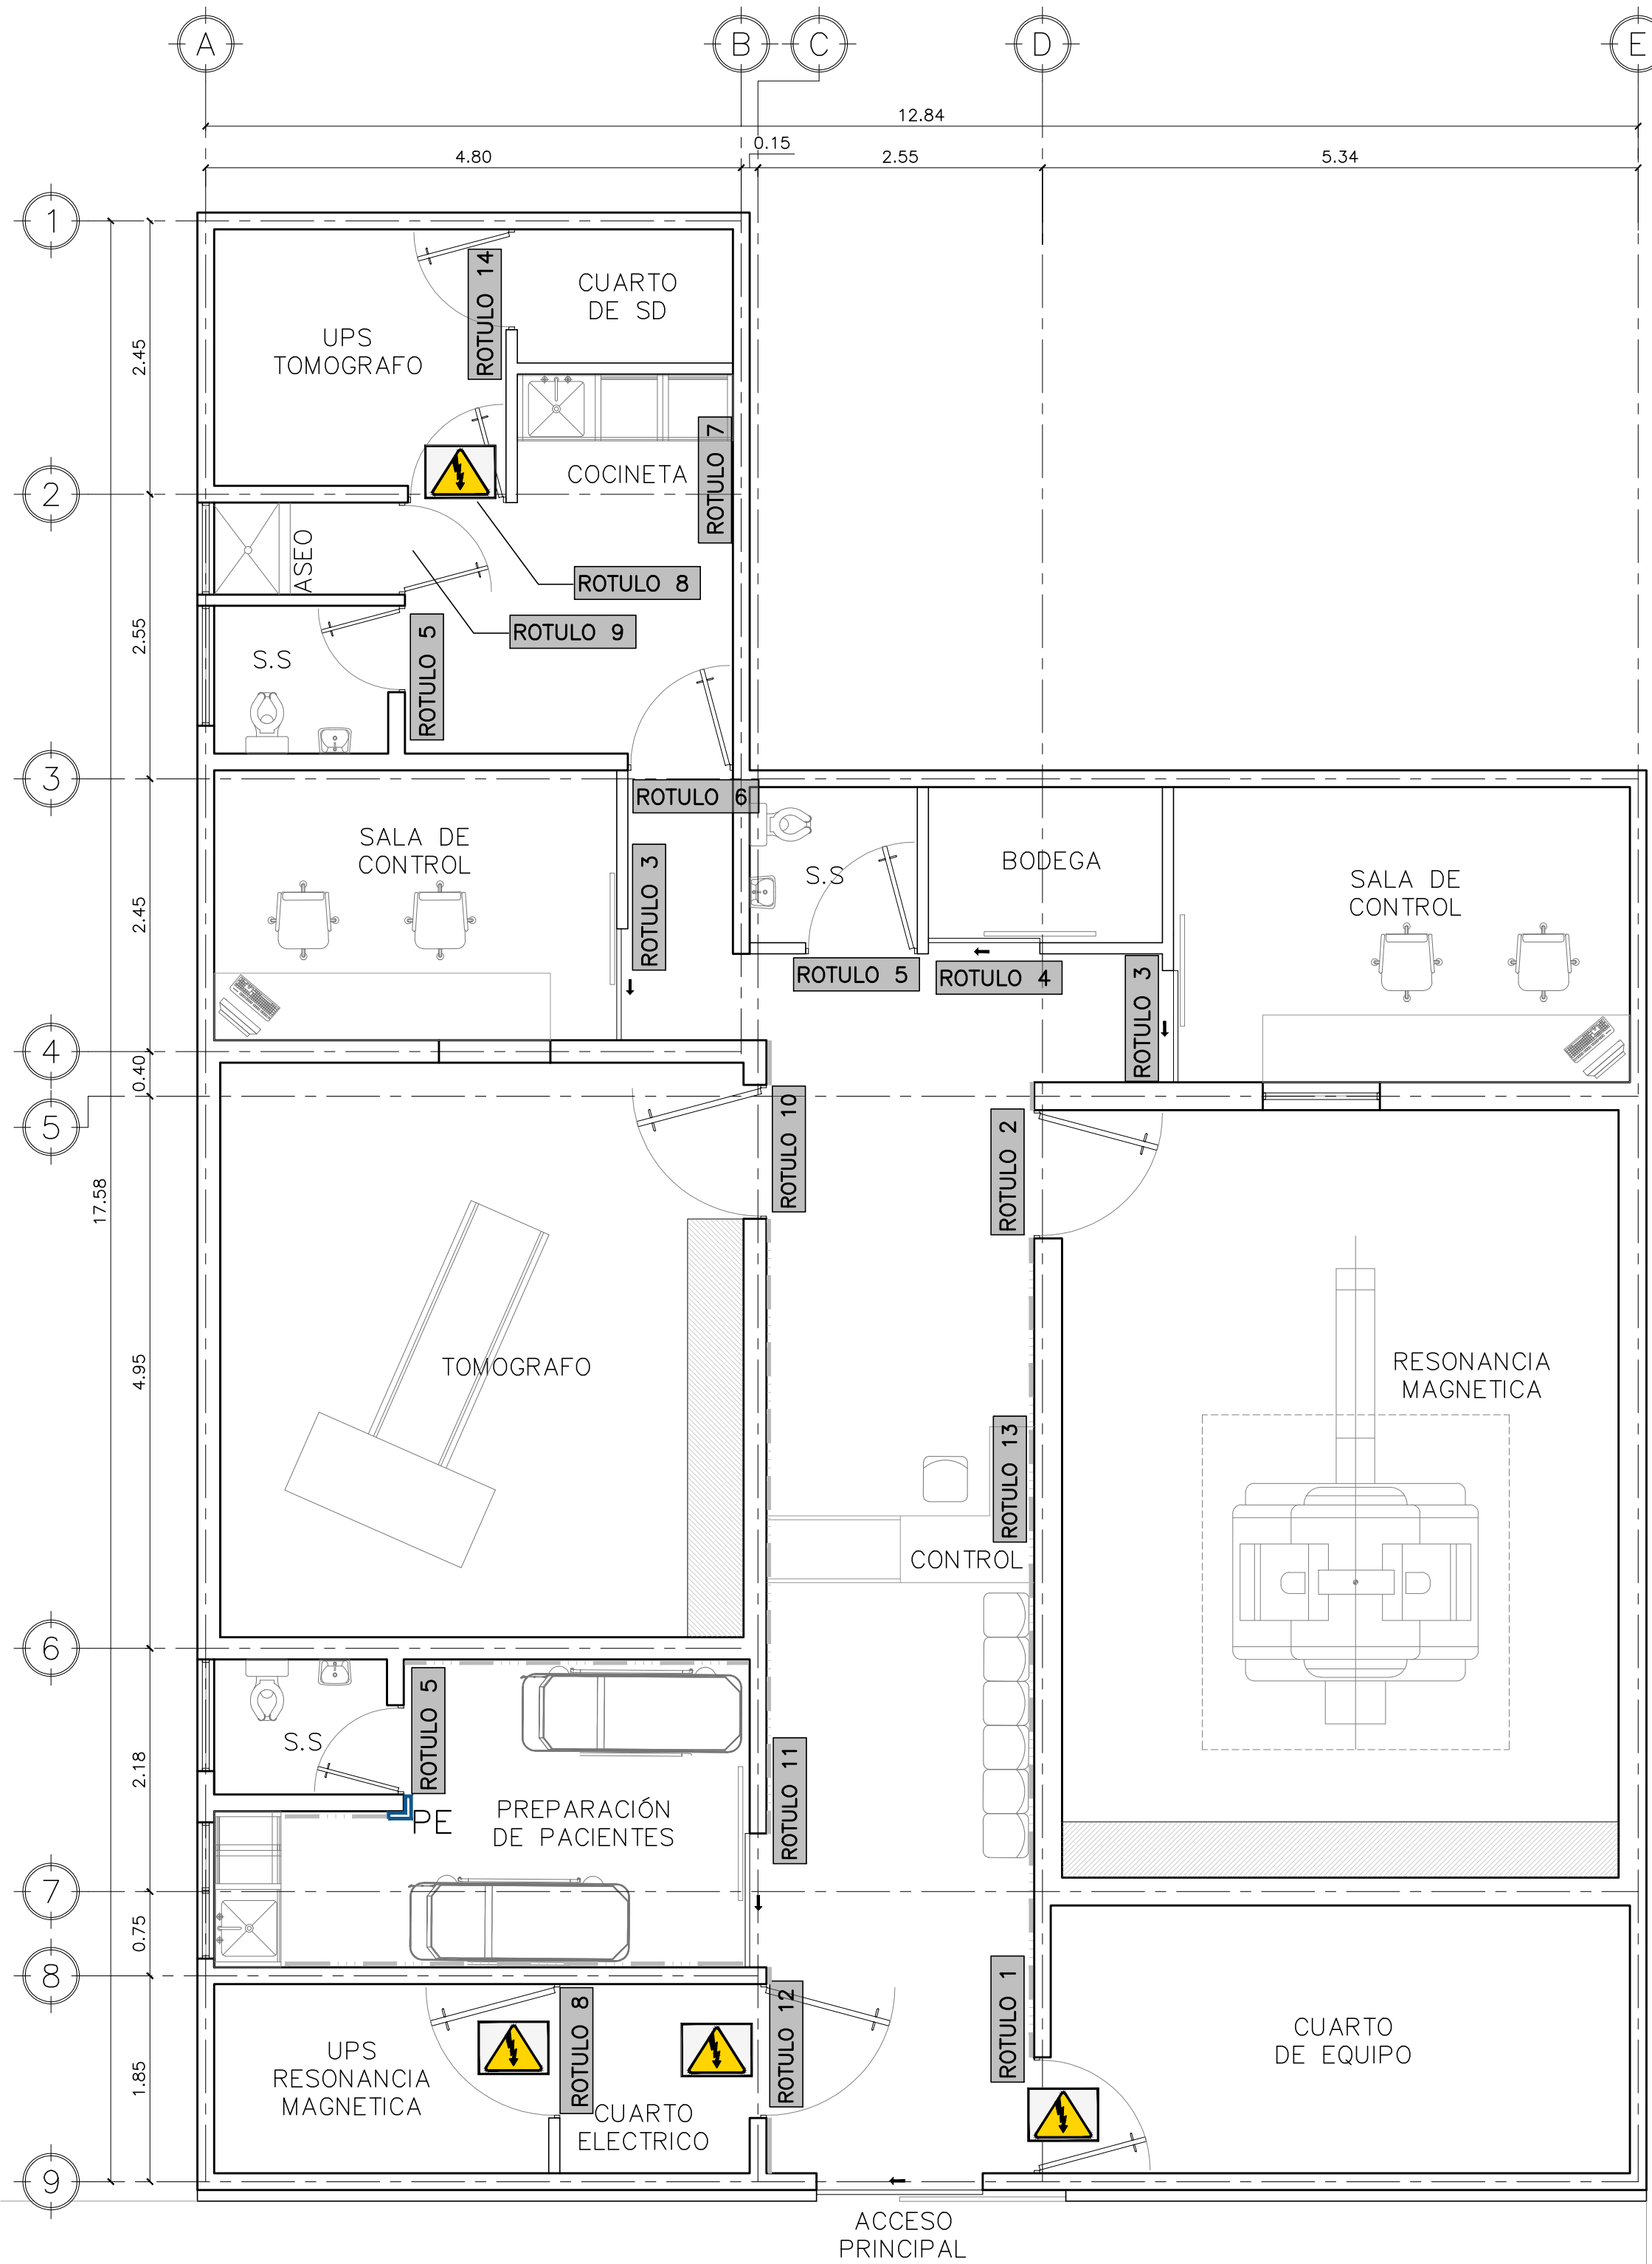 A
B
C
D
E
12.84
4.80
0.15
2.55
5.34
1
2
3
4
5
6
7
8
9
2.45
2.55
2.45
0.40
17.58
4.95
2.18
0.75
1.85
ROTULO 14
CUARTO
DE SD
UPS
TOMOGRAFO
COCINETA
ROTULO 7
ASEO
ROTULO 8
ROTULO 9
S.S
ROTULO 5
ROTULO 6
SALA DE
CONTROL
ROTULO 3
S.S
BODEGA
SALA DE
CONTROL
ROTULO 5
ROTULO 4
ROTULO 3
ROTULO 10
ROTULO 2
TOMOGRAFO
RESONANCIA
MAGNETICA
ROTULO 13
CONTROL
S.S
ROTULO 5
PE
PREPARACIÓN
DE PACIENTES
ROTULO 11
UPS
RESONANCIA
MAGNETICA
ROTULO 8
CUARTO
ELECTRICO
ROTULO 12
ROTULO 1
CUARTO
DE EQUIPO
ACCESO
PRINCIPAL